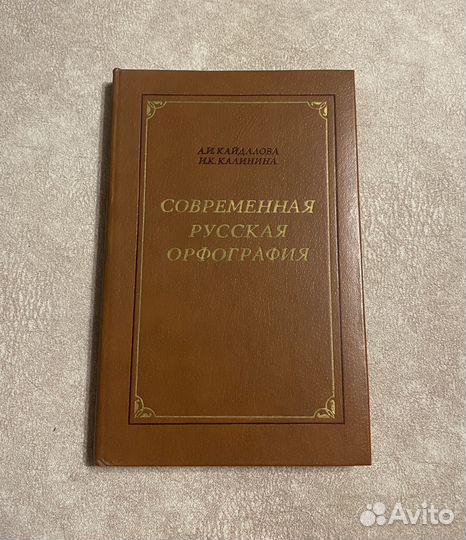 А.И. КАЙДАЛОВА
И.К. КАЛИНИНА
СОВРЕМЕННАЯ
РУССКАЯ
ОРФОГРАФИЯ
Avito